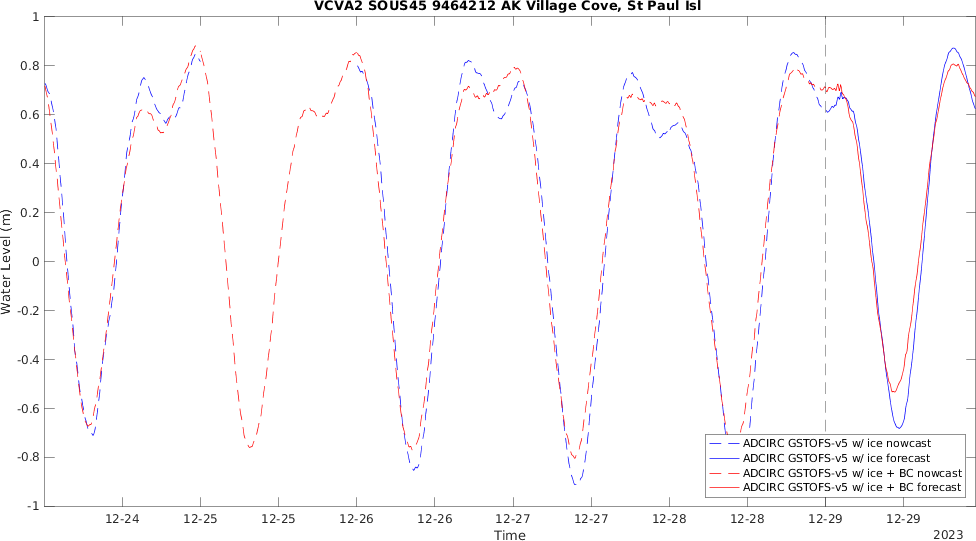 VCVA2 SOUS45 9464212 AK Village Cove, St Paul Isl
1
0.8
0.6
0.4
0.2
0
-0.2
-0.4
-0.6
-0.8
-1
Water Level (m)
ADCIRC GSTOFS-v5 w/ ice nowcast
ADCIRC GSTOFS-v5 w/ ice forecast
ADCIRC GSTOFS-v5 w/ ice + BC nowcast
ADCIRC GSTOFS-v5 w/ ice + BC forecast
12-24 12-25 12-25 12-26 12-26 12-27 12-27 12-28 12-28 12-29 12-29
Time
2023